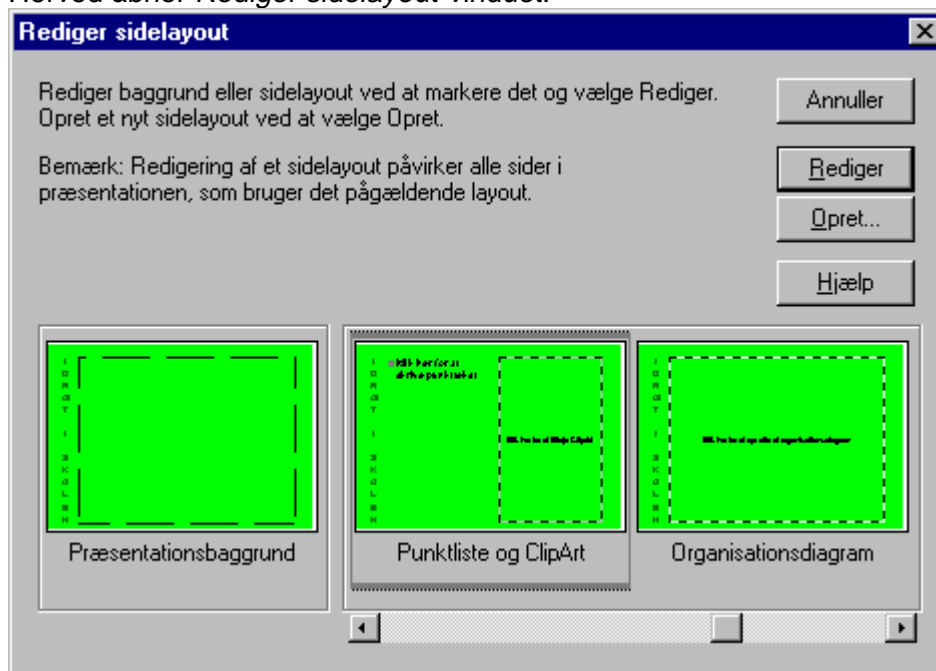 Herved åbner Rediger sidelayout-vinduet:
Rediger sidelayout
Rediger baggrund eller sidelayout ved at markere det og vælge Rediger.
Opret et nyt sidelayout ved at vælge Opret.
Bemærk: Redigering af et sidelayout påvirker alle sider i
præsentationen, som bruger det pågældende layout.
Annuller
Rediger
Opret...
Hjælp
Præsentationsbaggrund
Punktliste og ClipArt
Organisationsdiagram